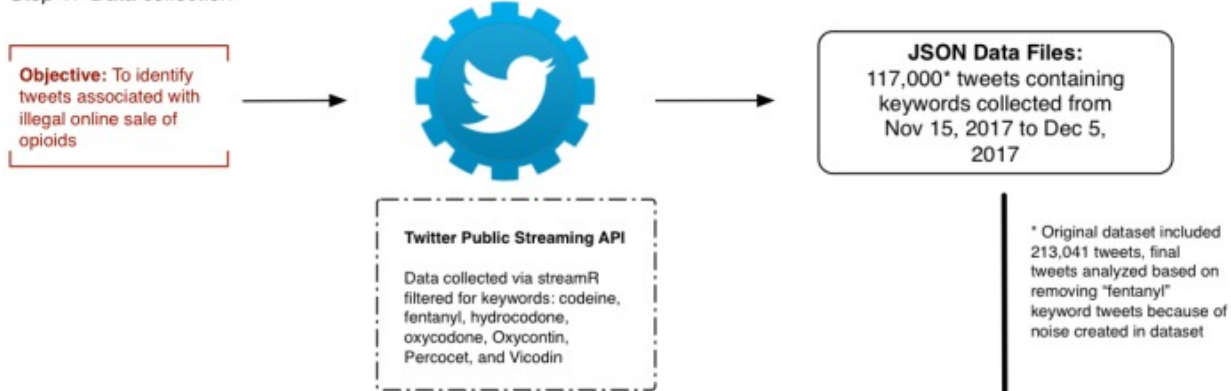 Objective: To identify
tweets associated with
illegal online sale of
opioids
JSON Data Files:
117,000* tweets containing
keywords collected from
Nov 15, 2017 to Dec 5,
2017
Twitter Public Streaming API
Data collected via streamR
filtered for keywords: codeine,
fentanyl, hydrocodone,
oxycodone, Oxycontin,
Percocet, and Vicodin
* Original dataset included
213,041 tweets, final
tweets analyzed based on
removing "fentanyl"
keyword tweets because of
noise created in dataset